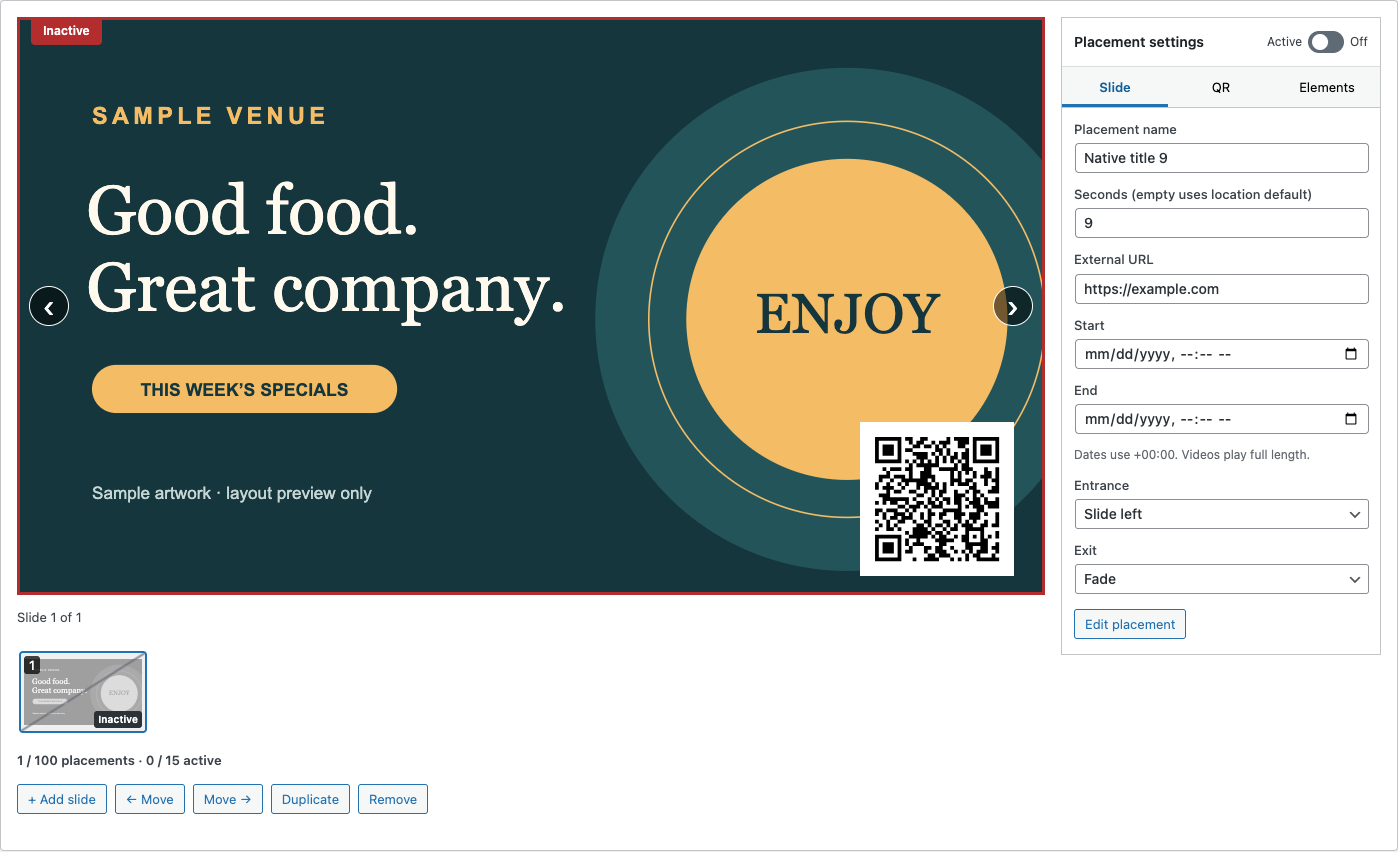 Inactive
SAMPLE VENUE
Good food.
Great company.
THIS WEEK’S SPECIALS
Sample artwork · layout preview only
ENJOY
Slide 1 of 1
1
Good food.
Great company.
ENJOY
Inactive
1 / 100 placements · 0 / 15 active
+ Add slide
← Move
Move →
Duplicate
Remove
Placement settings
Active
Off
Slide
QR
Elements
Placement name
Native title 9
Seconds (empty uses location default)
9
External URL
https://example.com
Start
mm/dd/yyyy, --:-- --
End
mm/dd/yyyy, --:-- --
Dates use +00:00. Videos play full length.
Entrance
Slide left
Exit
Fade
Edit placement